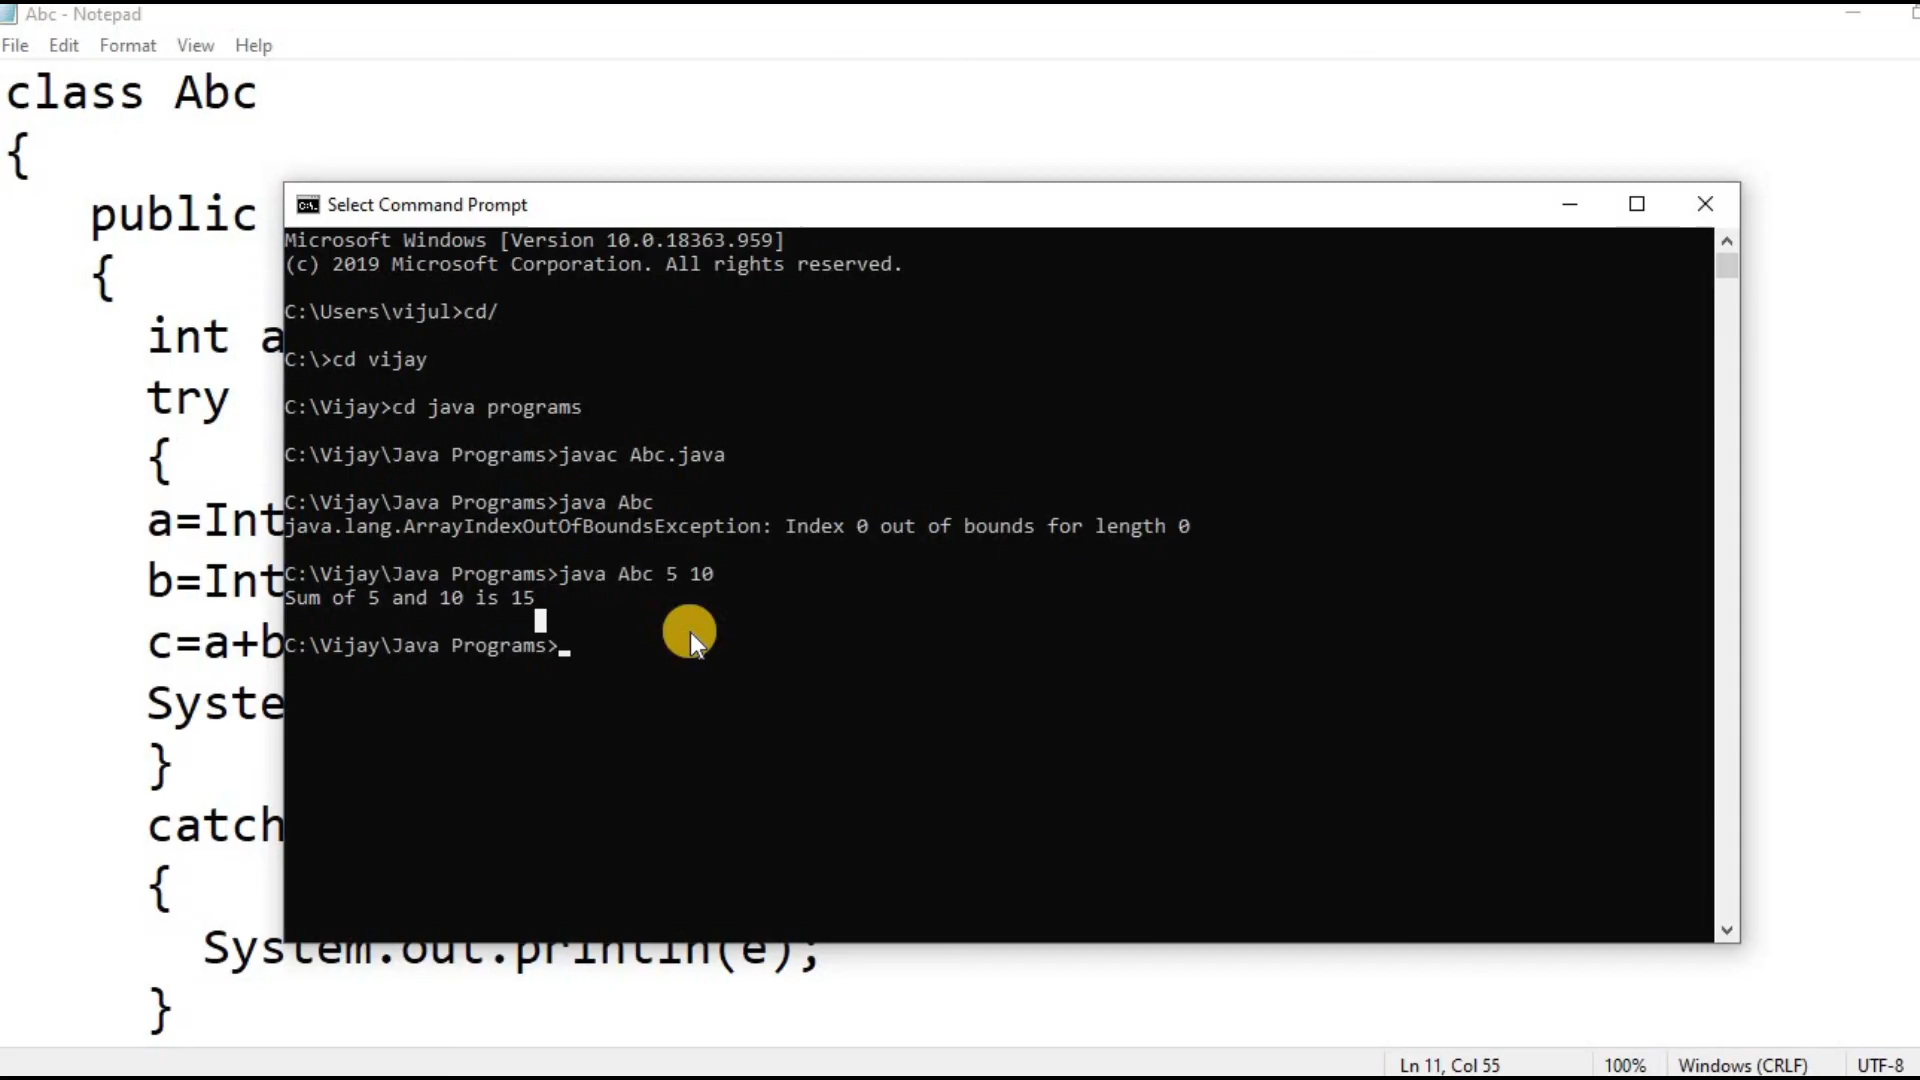 Abc - Notepad
File Edit Format View Help
class Abc
{
public
{
int a
try
{
a=Int
b=Int
c=a+b
Syste
}
catch
{
System.out.println(e);
}
Select Command Prompt
Microsoft Windows [Version 10.0.18363.959]
(c) 2019 Microsoft Corporation. All rights reserved.
C:\Users\vijul>cd/
C:\>cd vijay
C:\Vijay>cd java programs
C:\Vijay\Java Programs>javac Abc.java
C:\Vijay\Java Programs>java Abc
java.lang.ArrayIndexOutOfBoundsException: Index 0 out of bounds for length 0
C:\Vijay\Java Programs>java Abc 5 10
Sum of 5 and 10 is 15
C:\Vijay\Java Programs>_
Ln 11, Col 55 100% Windows (CRLF) UTF-8